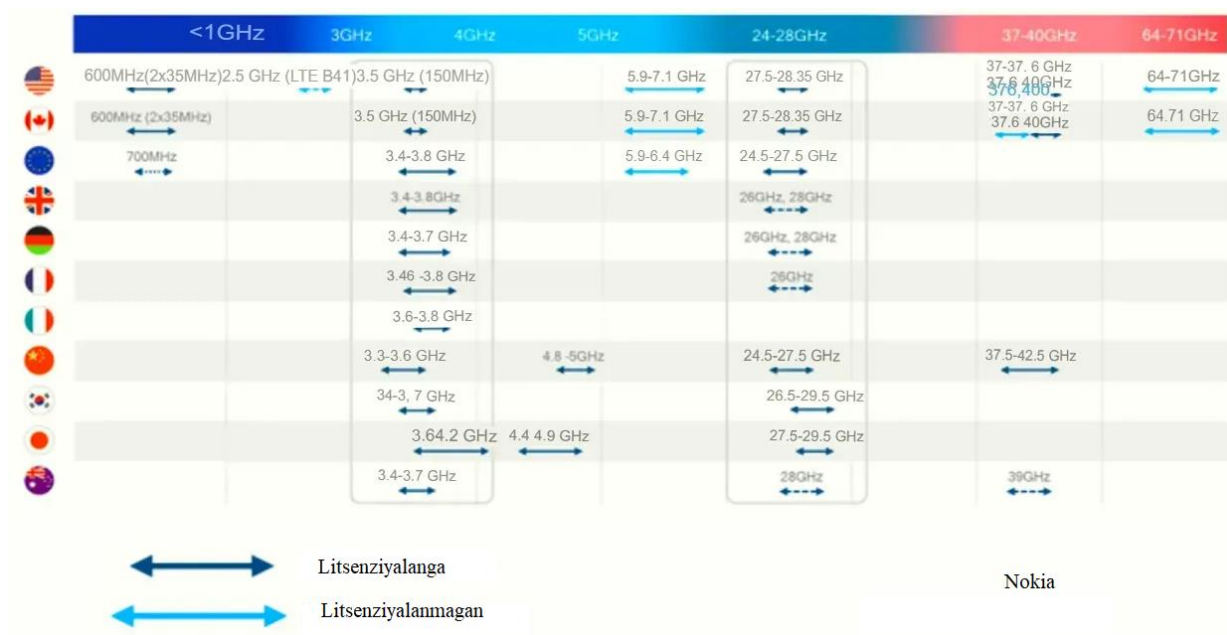 <1GHz 3GHz 4GHz 5GHz 24-28GHz 37-40GHz 64-71GHz
600MHz(2x35MHz)2.5 GHz (LTE B41)3.5 GHz (150MHz) 5.9-7.1 GHz 27.5-28.35 GHz 37-37. 6 GHz 64-71GHz
37.6 40GHz
376,400
600MHz (2x35MHz) 3.5 GHz (150MHz) 5.9-7.1 GHz 27.5-28.35 GHz 37-37. 6 GHz 64.71 GHz
37.6 40GHz
700MHz 3.4-3.8 GHz 5.9-6.4 GHz 24.5-27.5 GHz
3.4-3.8GHz 26GHz, 28GHz
3.4-3.7 GHz 26GHz, 28GHz
3.46 -3.8 GHz 26GHz
3.6-3.8 GHz
3.3-3.6 GHz 4.8 -5GHz 24.5-27.5 GHz 37.5-42.5 GHz
34-3, 7 GHz 26.5-29.5 GHz
3.64.2 GHz 4.4 4.9 GHz 27.5-29.5 GHz
3.4-3.7 GHz 28GHz 39GHz
Litsenziyalanga
Nokia
Litsenziyalanmagan